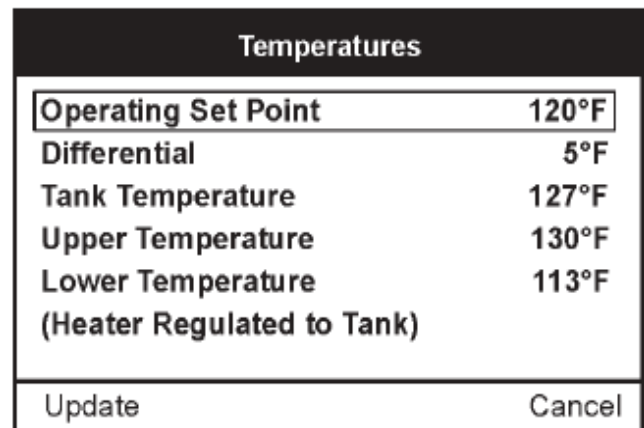 Temperatures
Operating Set Point 120°F
Differential 5°F
Tank Temperature 127°F
Upper Temperature 130°F
Lower Temperature 113°F
(Heater Regulated to Tank)
Update Cancel